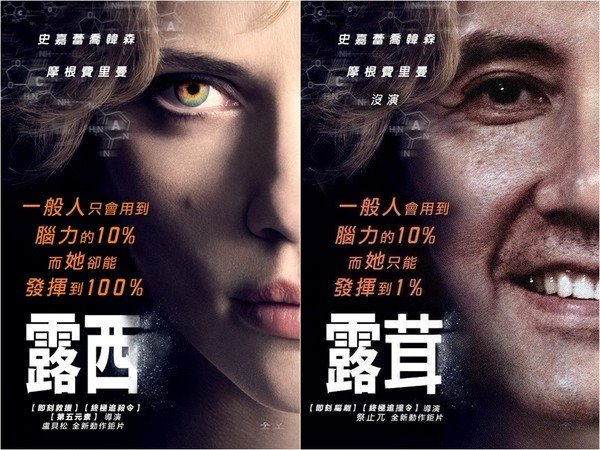 史嘉蕾喬韓森
摩根費里曼
一般人只會用到
腦力的10%
而她卻能
發揮到100%
露西
【即刻救援】【終極追殺令】
【第五元素】導演
盧貝松 全新動作鉅片
史嘉蕾喬韓森
摩根費里曼
沒演
一般人會用到
腦力的10%
而她只能
發揮到1%
露茸
【即刻驅離】【終極追撞令】導演
祭止兀 全新動作鉅片